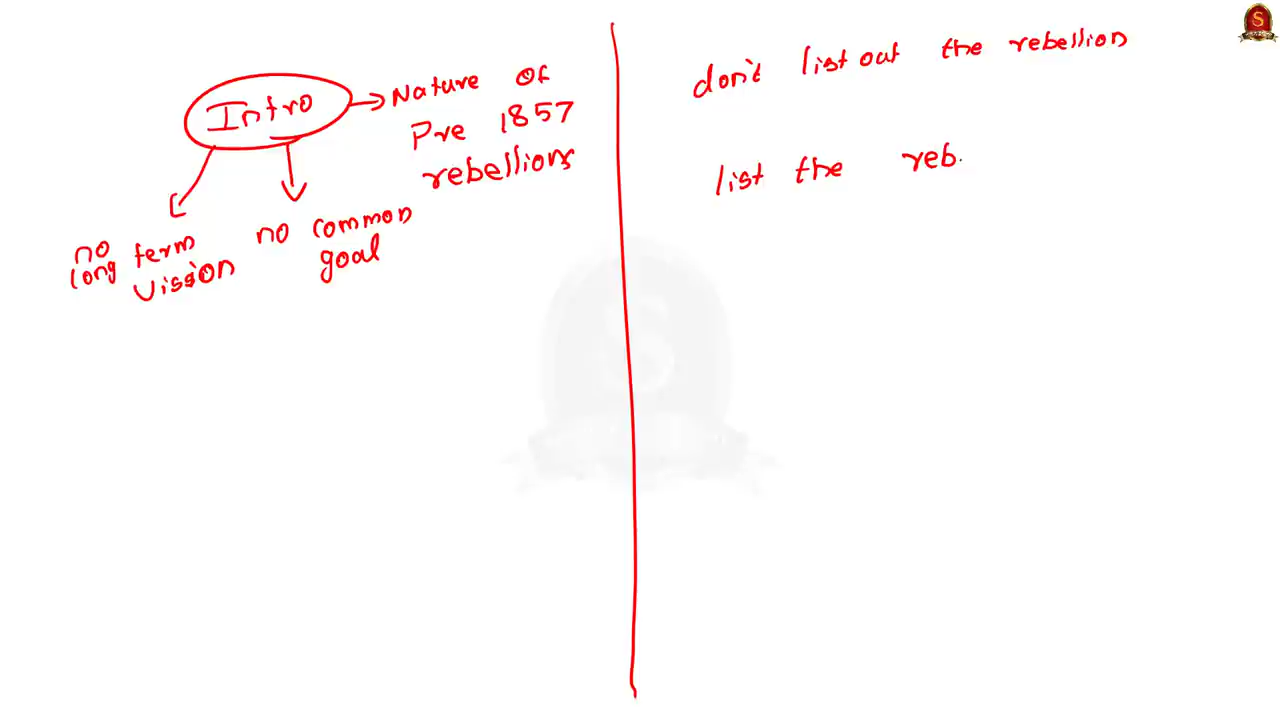 Intro
Nature of
Pre 1857
rebellions
no
long term
vission
no common
goal
don't list out the rebellion
list the reb.
S